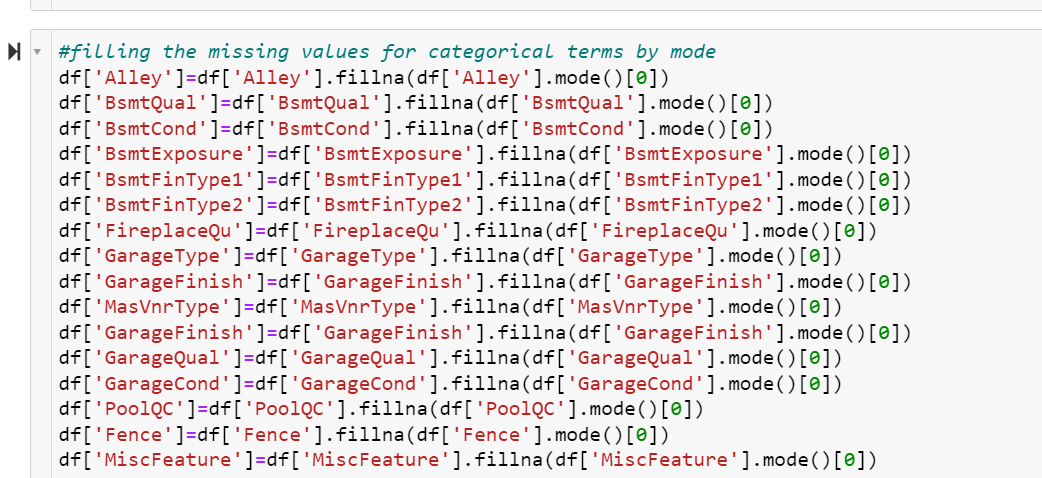 #filling the missing values for categorical terms by mode
df['Alley']=df['Alley'].fillna(df['Alley'].mode()[0])
df['BsmtQual']=df['BsmtQual'].fillna(df['BsmtQual'].mode()[0])
df['BsmtCond']=df['BsmtCond'].fillna(df['BsmtCond'].mode()[0])
df['BsmtExposure']=df['BsmtExposure'].fillna(df['BsmtExposure'].mode()[0])
df['BsmtFinType1']=df['BsmtFinType1'].fillna(df['BsmtFinType1'].mode()[0])
df['BsmtFinType2']=df['BsmtFinType2'].fillna(df['BsmtFinType2'].mode()[0])
df['FireplaceQu']=df['FireplaceQu'].fillna(df['FireplaceQu'].mode()[0])
df['GarageType']=df['GarageType'].fillna(df['GarageType'].mode()[0])
df['GarageFinish']=df['GarageFinish'].fillna(df['GarageFinish'].mode()[0])
df['MasVnrType']=df['MasVnrType'].fillna(df['MasVnrType'].mode()[0])
df['GarageFinish']=df['GarageFinish'].fillna(df['GarageFinish'].mode()[0])
df['GarageQual']=df['GarageQual'].fillna(df['GarageQual'].mode()[0])
df['GarageCond']=df['GarageCond'].fillna(df['GarageCond'].mode()[0])
df['PoolQC']=df['PoolQC'].fillna(df['PoolQC'].mode()[0])
df['Fence']=df['Fence'].fillna(df['Fence'].mode()[0])
df['MiscFeature']=df['MiscFeature'].fillna(df['MiscFeature'].mode()[0])